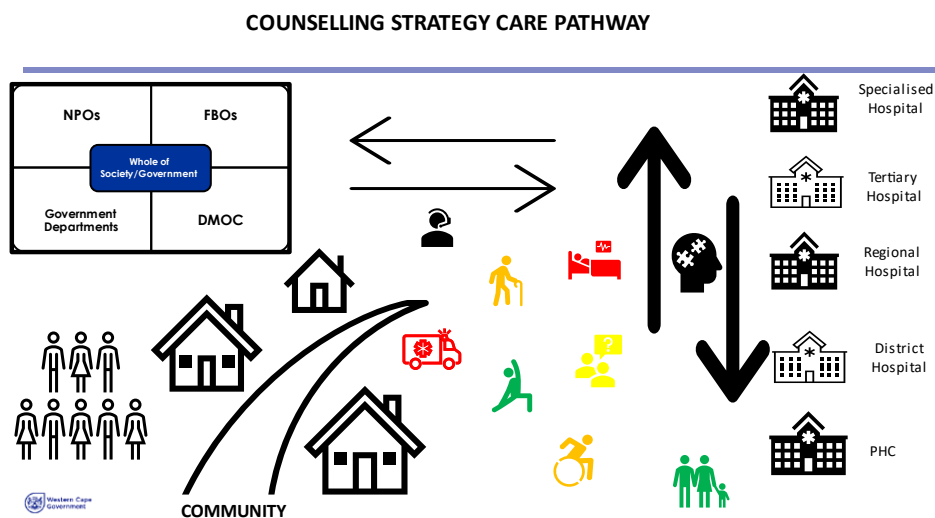 COUNSELLING STRATEGY CARE PATHWAY
NPOs
FBOs
Whole of
Society/Government
Government
Departments
DMOC
Specialised
Hospital
Tertiary
Hospital
Regional
Hospital
District
Hospital
PHC
?
COMMUNITY
Western Cape
Government